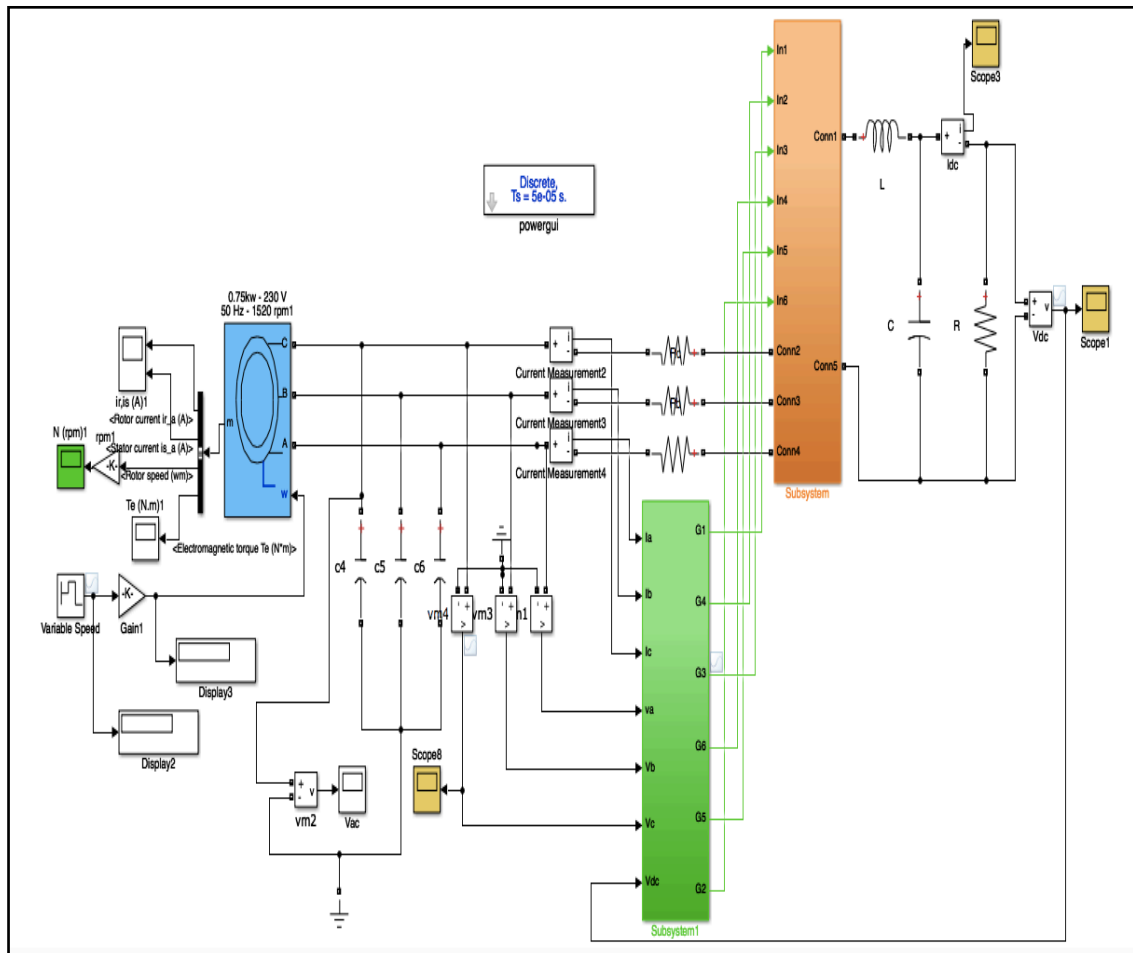 In1
In2
In3
In4
In5
In6
Conn1
Conn2
Conn3
Conn4
Conn5
Subsystem
Scope3
+
i
-
Idc
L
C
R
+
-
v
Vdc
Scope1
Discrete,
Ts = 5e-05 s.
powergui
0.75kw - 230 V
50 Hz - 1520 rpm1
C
B
A
m
w
ir,is (A)1
<Rotor current ir_a (A)>
N (rpm)1
rpm1
-K-
<Stator current is_a (A)>
<Rotor speed (wm)>
Te (N.m)1
<Electromagnetic torque Te (N*m)>
Variable Speed
-K-
Gain1
Display3
Display2
c4
c5
c6
vm4
vm3
n1
+
-
i
Current Measurement2
+
-
i
Current Measurement3
+
-
i
Current Measurement4
+
-
v
vm2
Vac
Scope8
Ia
Ib
Ic
va
Vb
Vc
Vdc
G1
G4
G3
G6
G5
G2
Subsystem1